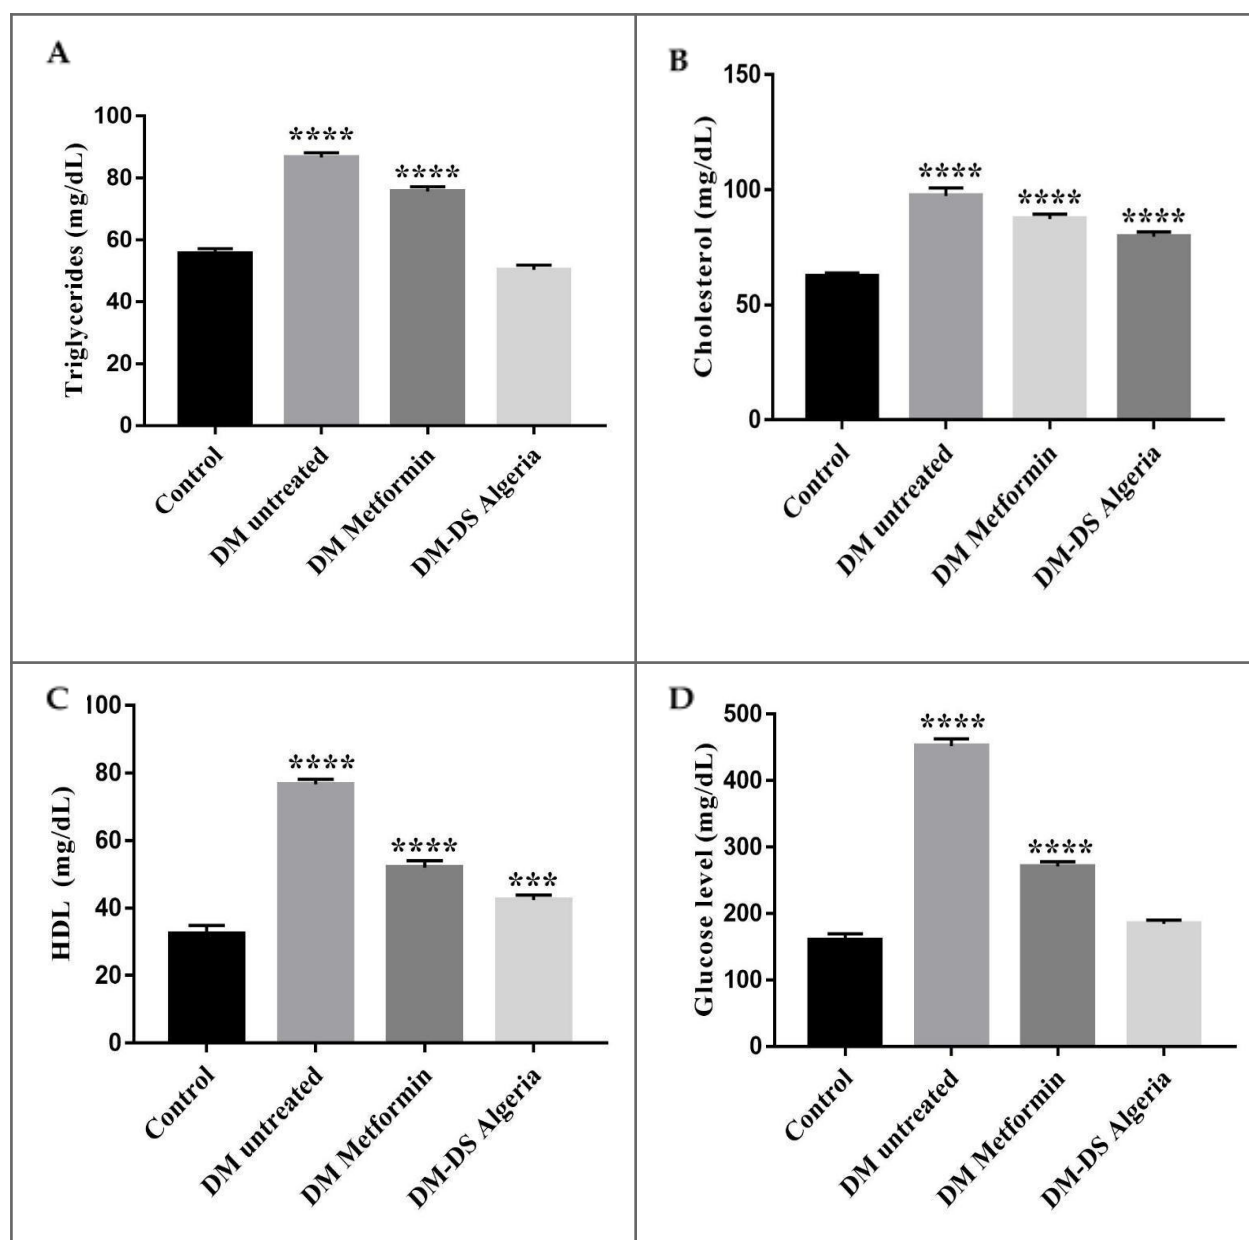 A
Triglycerides (mg/dL)
100
80
60
40
20
0
****
****
Control
DM untreated
DM Metformin
DM-DS Algeria
B
Cholesterol (mg/dL)
150
100
50
0
****
****
****
Control
DM untreated
DM Metformin
DM-DS Algeria
C
HDL (mg/dL)
100
80
60
40
20
0
****
****
***
Control
DM untreated
DM Metformin
DM-DS Algeria
D
Glucose level (mg/dL)
500
400
300
200
100
0
****
****
Control
DM untreated
DM Metformin
DM-DS Algeria